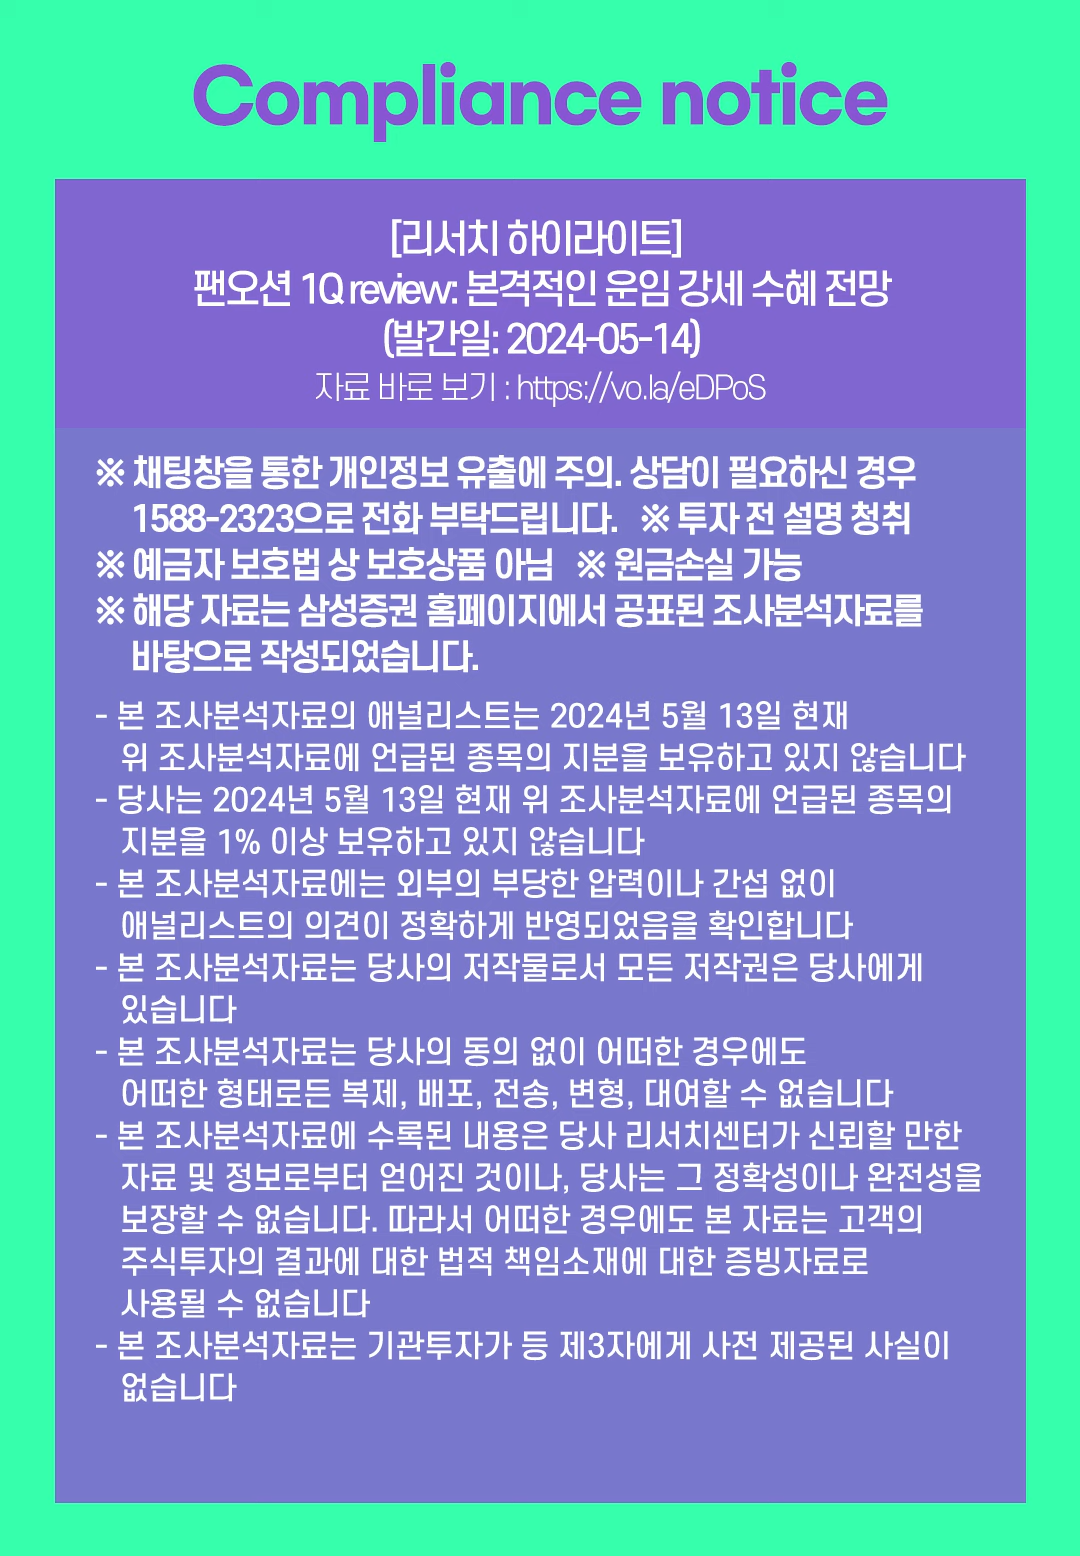 Compliance notice
[리서치 하이라이트]
팬오션 1Q review: 본격적인 운임 강세 수혜 전망
(발간일: 2024-05-14)
자료 바로 보기 : https://vo.la/eDPoS
※ 채팅창을 통한 개인정보 유출에 주의. 상담이 필요하신 경우
1588-2323으로 전화 부탁드립니다. ※ 투자 전 설명 청취
※ 예금자 보호법 상 보호상품 아님 ※ 원금손실 가능
※ 해당 자료는 삼성증권 홈페이지에서 공표된 조사분석자료를
바탕으로 작성되었습니다.
- 본 조사분석자료의 애널리스트는 2024년 5월 13일 현재
위 조사분석자료에 언급된 종목의 지분을 보유하고 있지 않습니다
- 당사는 2024년 5월 13일 현재 위 조사분석자료에 언급된 종목의
지분을 1% 이상 보유하고 있지 않습니다
- 본 조사분석자료에는 외부의 부당한 압력이나 간섭 없이
애널리스트의 의견이 정확하게 반영되었음을 확인합니다
- 본 조사분석자료는 당사의 저작물로서 모든 저작권은 당사에게
있습니다
- 본 조사분석자료는 당사의 동의 없이 어떠한 경우에도
어떠한 형태로든 복제, 배포, 전송, 변형, 대여할 수 없습니다
- 본 조사분석자료에 수록된 내용은 당사 리서치센터가 신뢰할 만한
자료 및 정보로부터 얻어진 것이나, 당사는 그 정확성이나 완전성을
보장할 수 없습니다. 따라서 어떠한 경우에도 본 자료는 고객의
주식투자의 결과에 대한 법적 책임소재에 대한 증빙자료로
사용될 수 없습니다
- 본 조사분석자료는 기관투자가 등 제3자에게 사전 제공된 사실이
없습니다